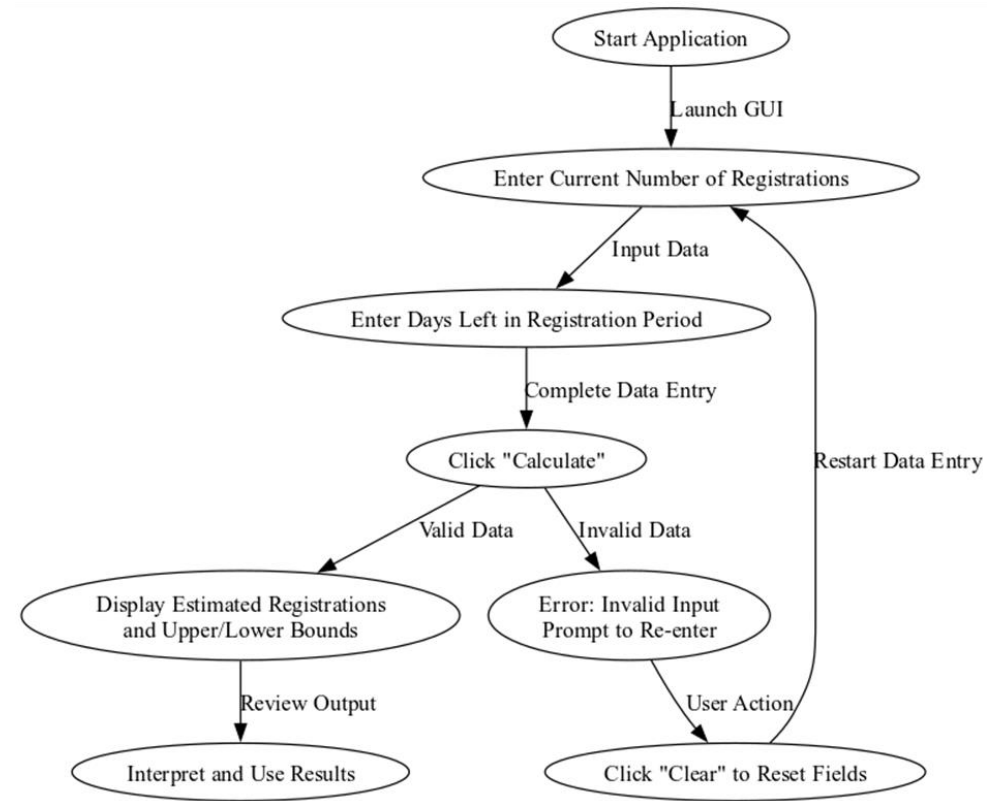 Start Application
Launch GUI
Enter Current Number of Registrations
Input Data
Enter Days Left in Registration Period
Complete Data Entry
Click "Calculate"
Restart Data Entry
Valid Data
Invalid Data
Display Estimated Registrations
and Upper/Lower Bounds
Error: Invalid Input
Prompt to Re-enter
Review Output
User Action
Interpret and Use Results
Click "Clear" to Reset Fields